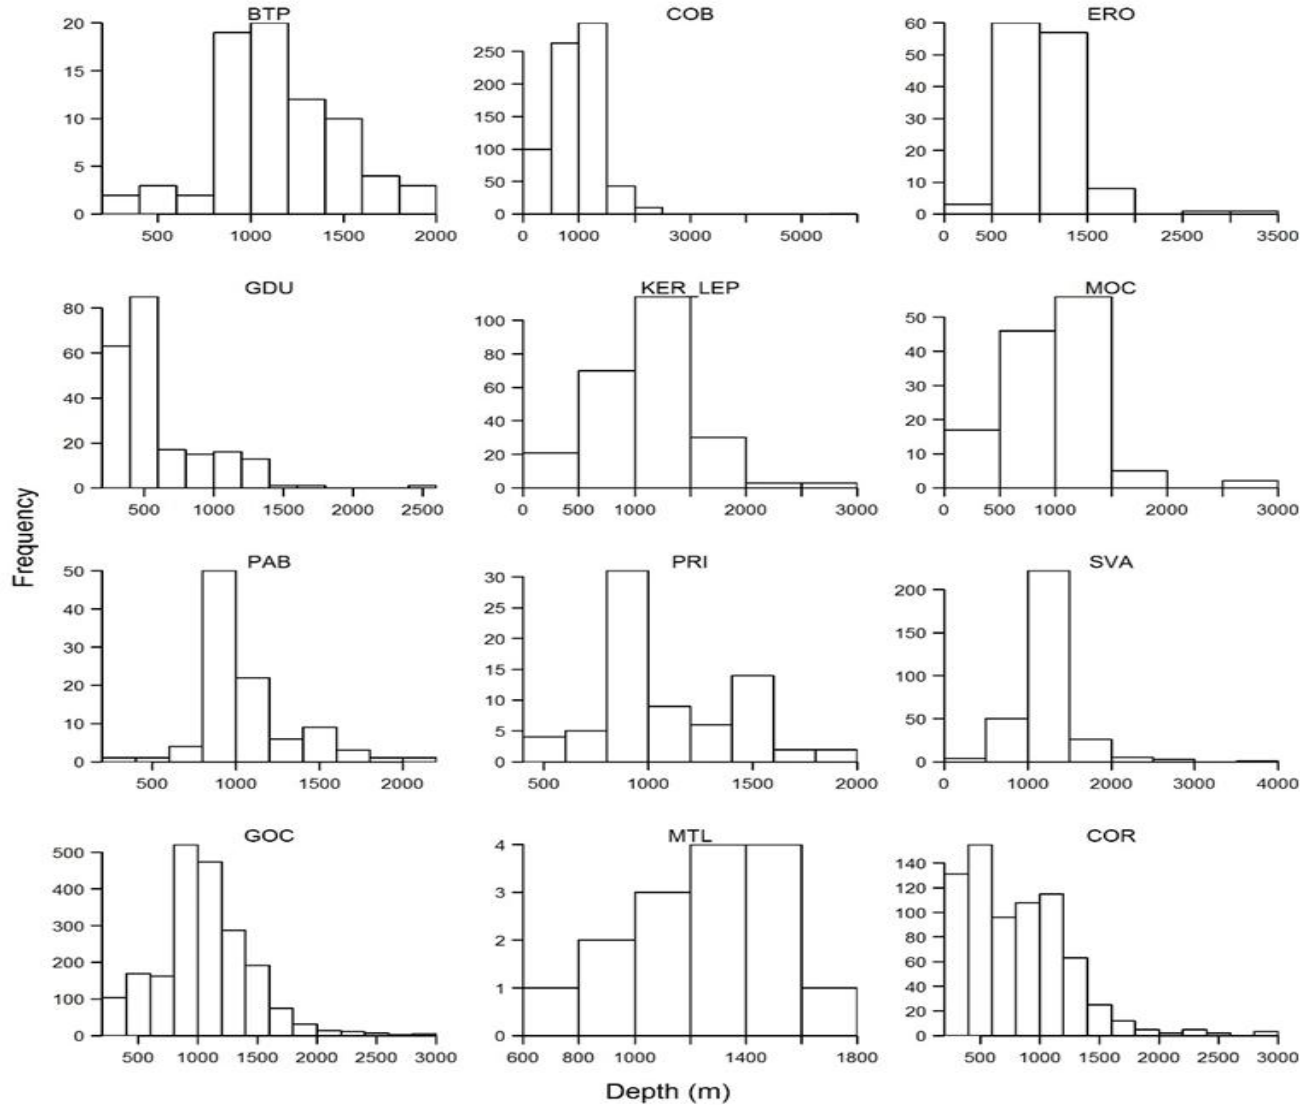 BTP COB ERO
20 15 10 5 0
500 1000 1500 2000
250 200 150 100 50 0
0 1000 3000 5000
60 50 40 30 20 10 0
0 500 1500 2500 3500
GDU KER_LEP MOC
80 60 40 20 0
500 1000 1500 2000 2500
100 80 60 40 20 0
0 500 1000 2000 3000
50 40 30 20 10 0
0 500 1000 2000 3000
Frequency
PAB PRI SVA
50 40 30 20 10 0
500 1000 1500 2000
30 25 20 15 10 5 0
500 1000 1500 2000
200 150 100 50 0
0 1000 2000 3000 4000
GOC MTL COR
500 400 300 200 100 0
500 1000 1500 2000 2500 3000
4 3 2 1 0
600 1000 1400 1800
140 120 100 80 60 40 20 0
500 1000 1500 2000 2500 3000
Depth (m)